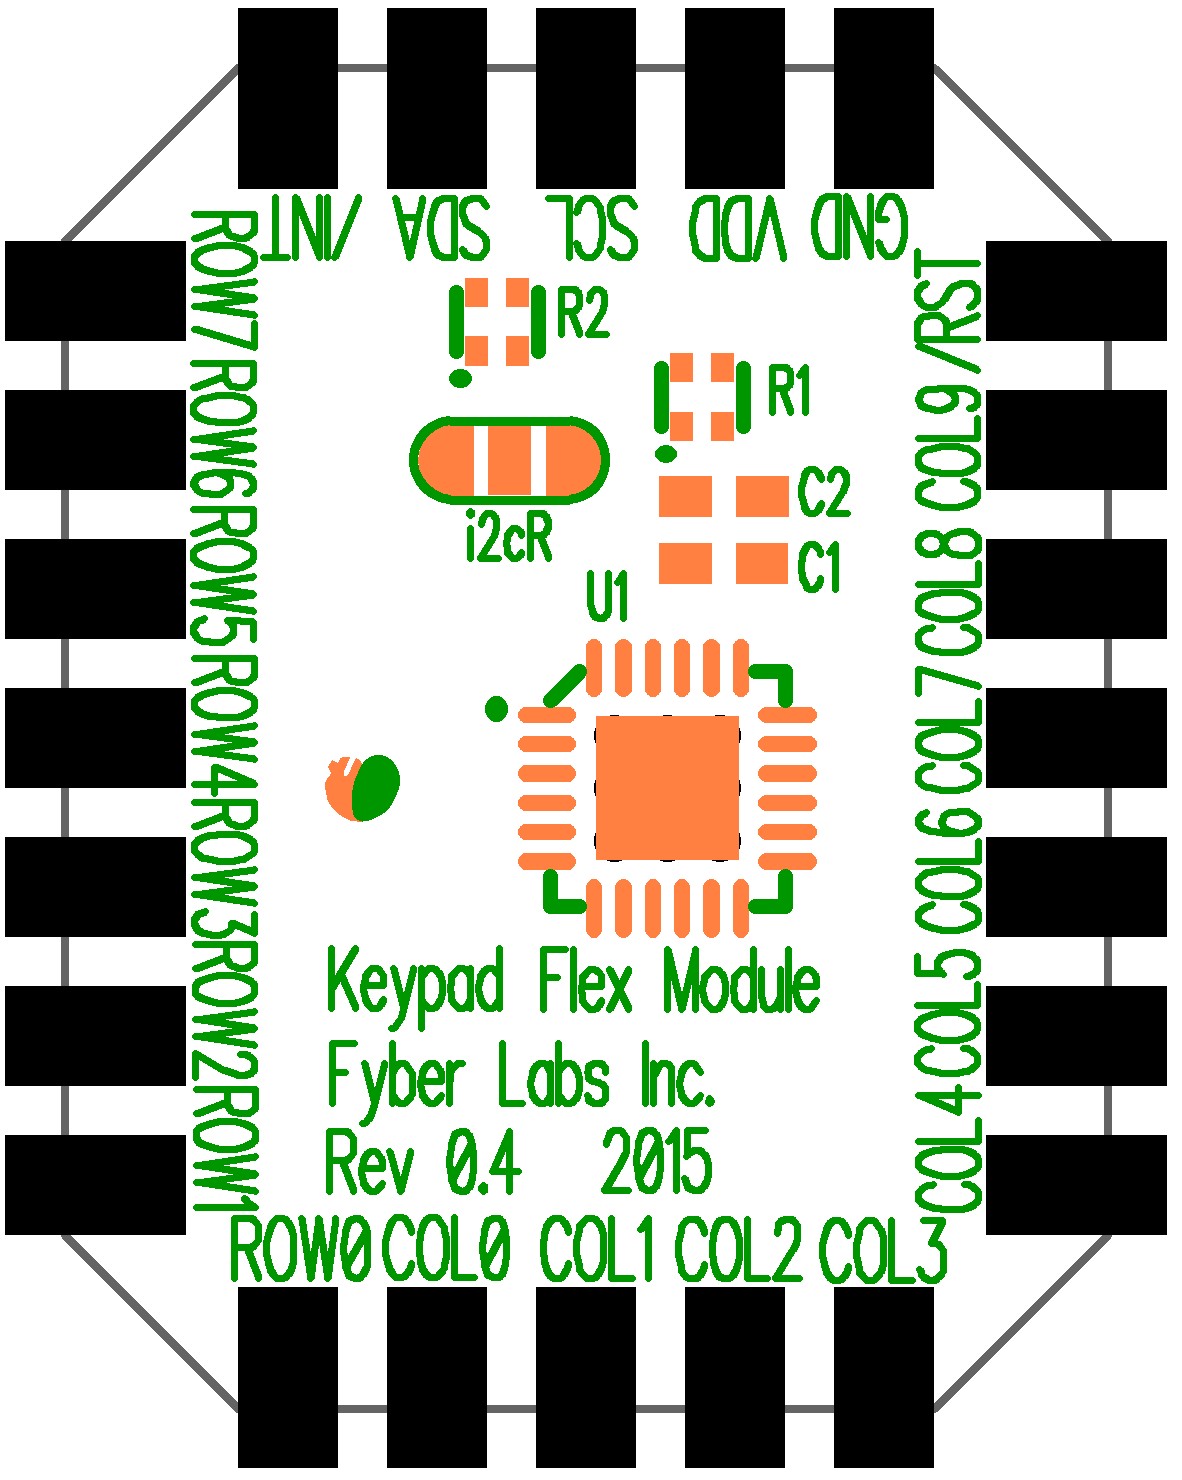 /INT
SDA
SCL
VDD
GND
ROW7
ROW6
ROW5
ROW4
ROW3
ROW2
ROW1
R2
R1
i2cR
C2
C1
U1
/RST
COL9
COL8
COL7
COL6
COL5
COL4
Keypad Flex Module
Fyber Labs Inc.
Rev 0.4 2015
ROW0 COL0 COL1 COL2 COL3